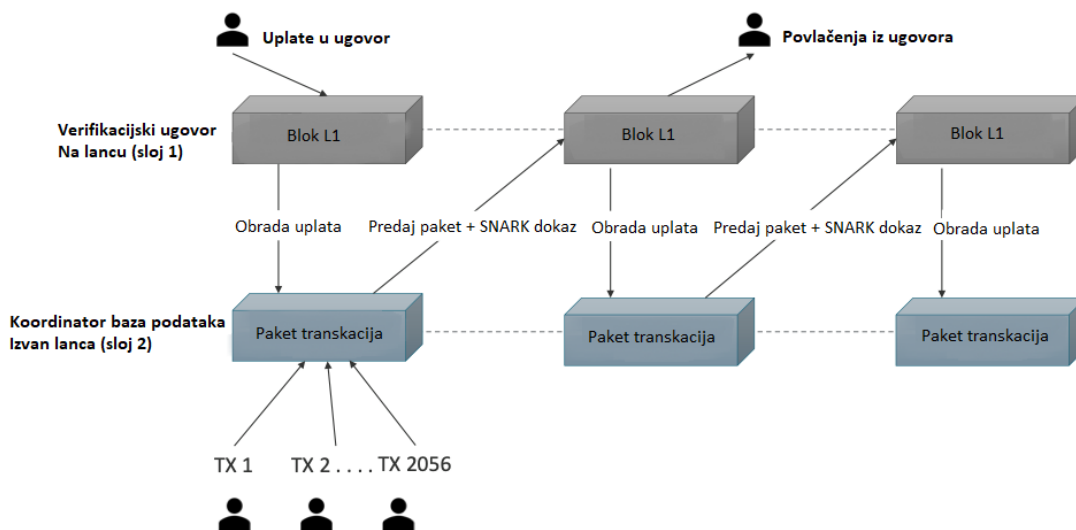 Uplate u ugovor
Povlačenja iz ugovora
Verifikacijski ugovor
Na lancu (sloj 1)
Blok L1
Blok L1
Blok L1
Obrada uplata
Predaj paket + SNARK dokaz
Obrada uplata
Predaj paket + SNARK dokaz
Obrada uplata
Koordinator baza podataka
Izvan lanca (sloj 2)
Paket transkacija
Paket transkacija
Paket transkacija
TX 1
TX 2 . . . . TX 2056